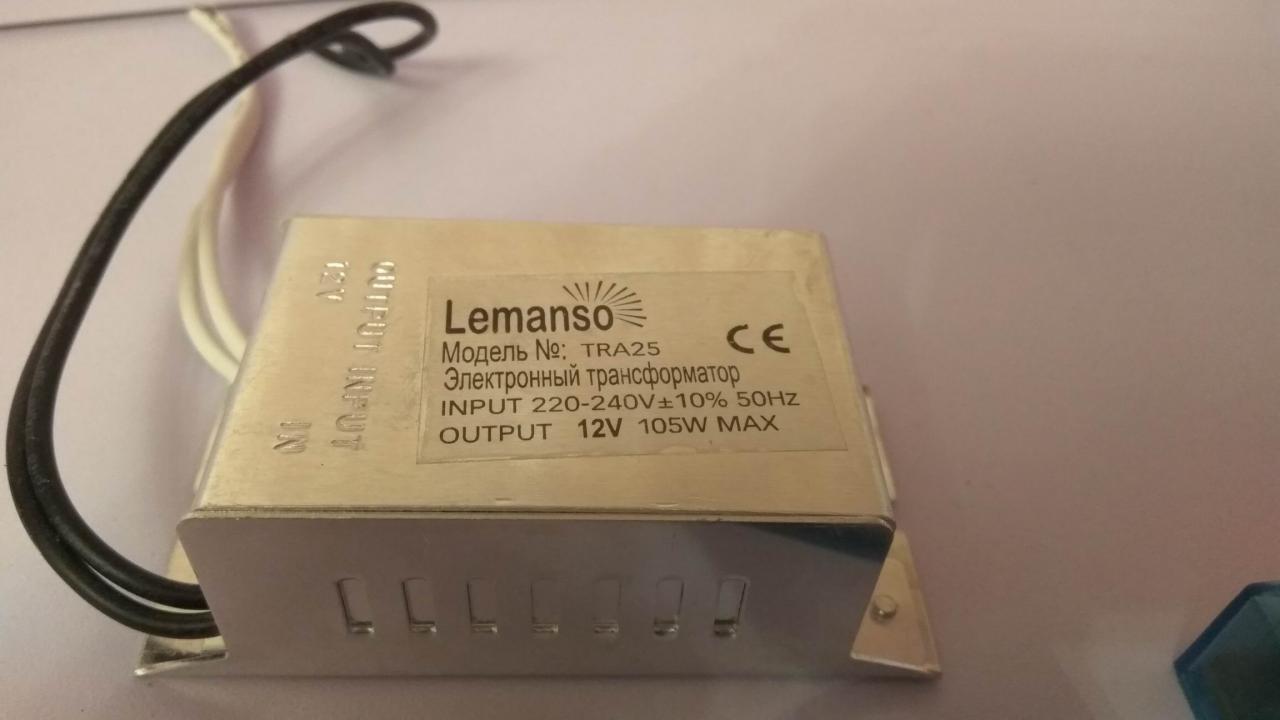 Lemanso
CE
Модель №: TRA25
Электронный трансформатор
INPUT 220-240V±10% 50Hz
OUTPUT 12V 105W MAX
OUTPUT INPUT
12V IN